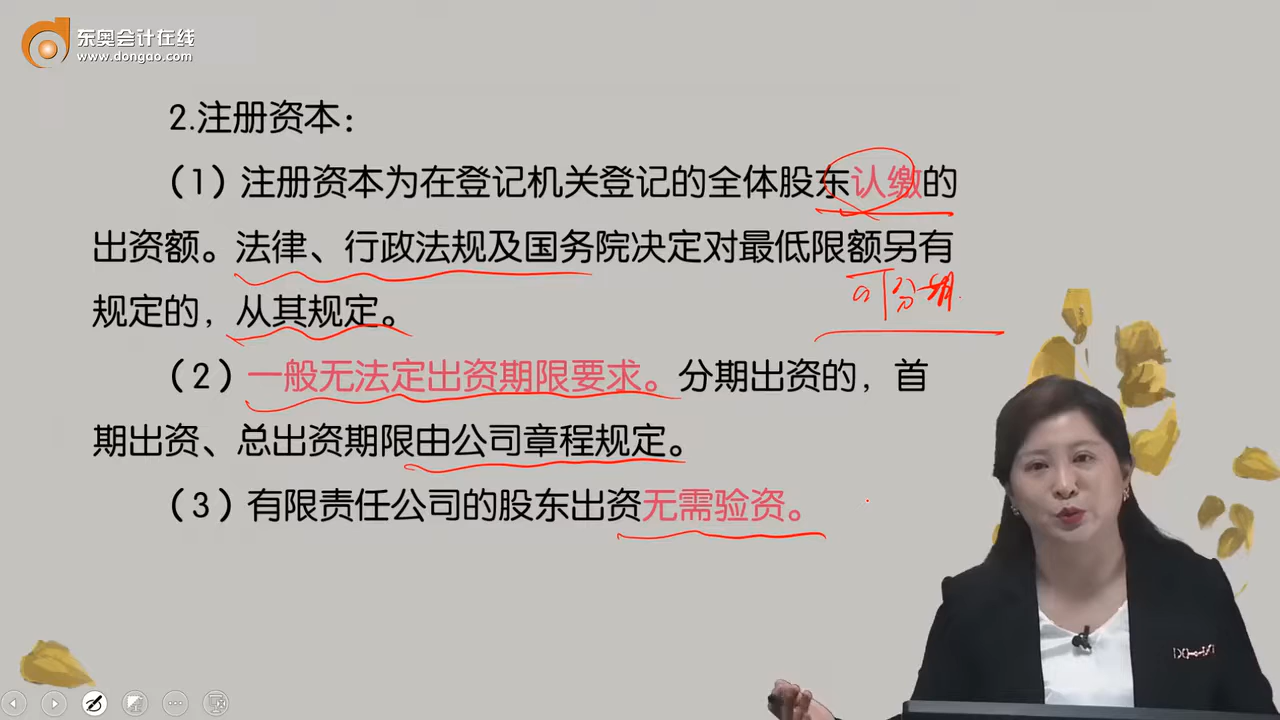 东奥会计在线
www.dongao.com
2.注册资本：
（1）注册资本为在登记机关登记的全体股东认缴的
出资额。法律、行政法规及国务院决定对最低限额另有
可分期.
规定的，从其规定。
（2）一般无法定出资期限要求。分期出资的，首
期出资、总出资期限由公司章程规定。
（3）有限责任公司的股东出资无需验资。